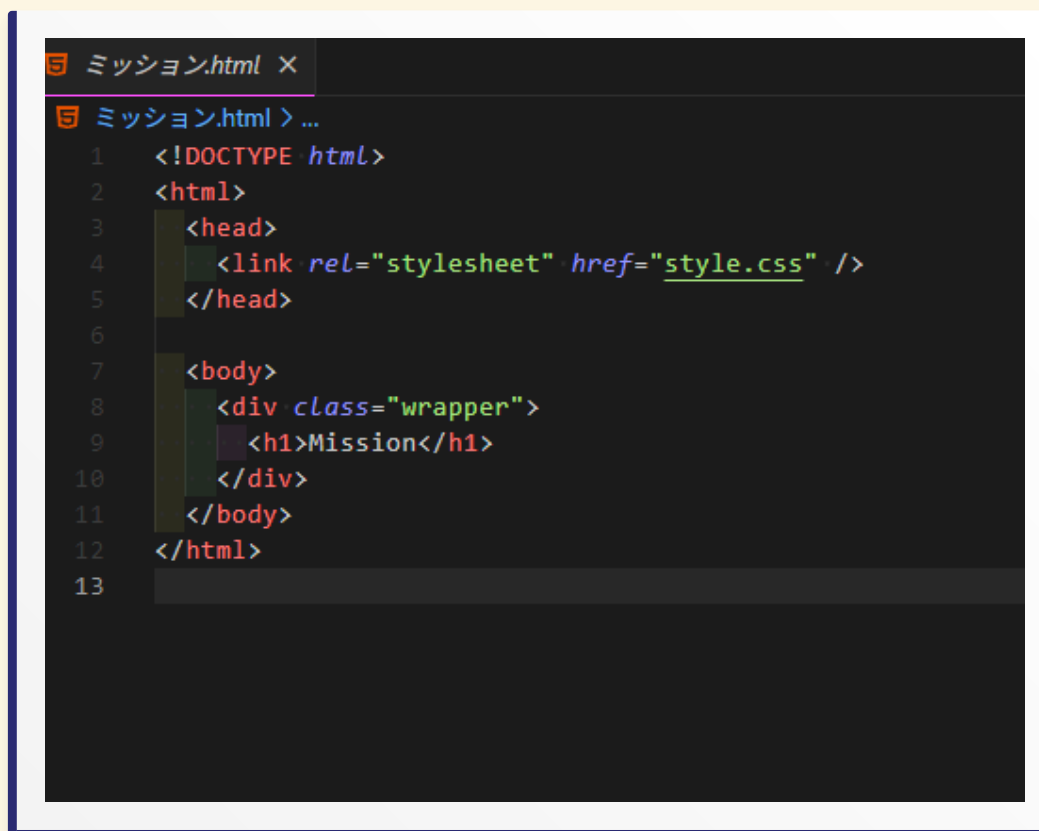 ミッション.html ×
ミッション.html > ...
1 <!DOCTYPE html>
2 <html>
3 <head>
4 <link rel="stylesheet" href="style.css" />
5 </head>
6
7 <body>
8 <div class="wrapper">
9 <h1>Mission</h1>
10 </div>
11 </body>
12 </html>
13